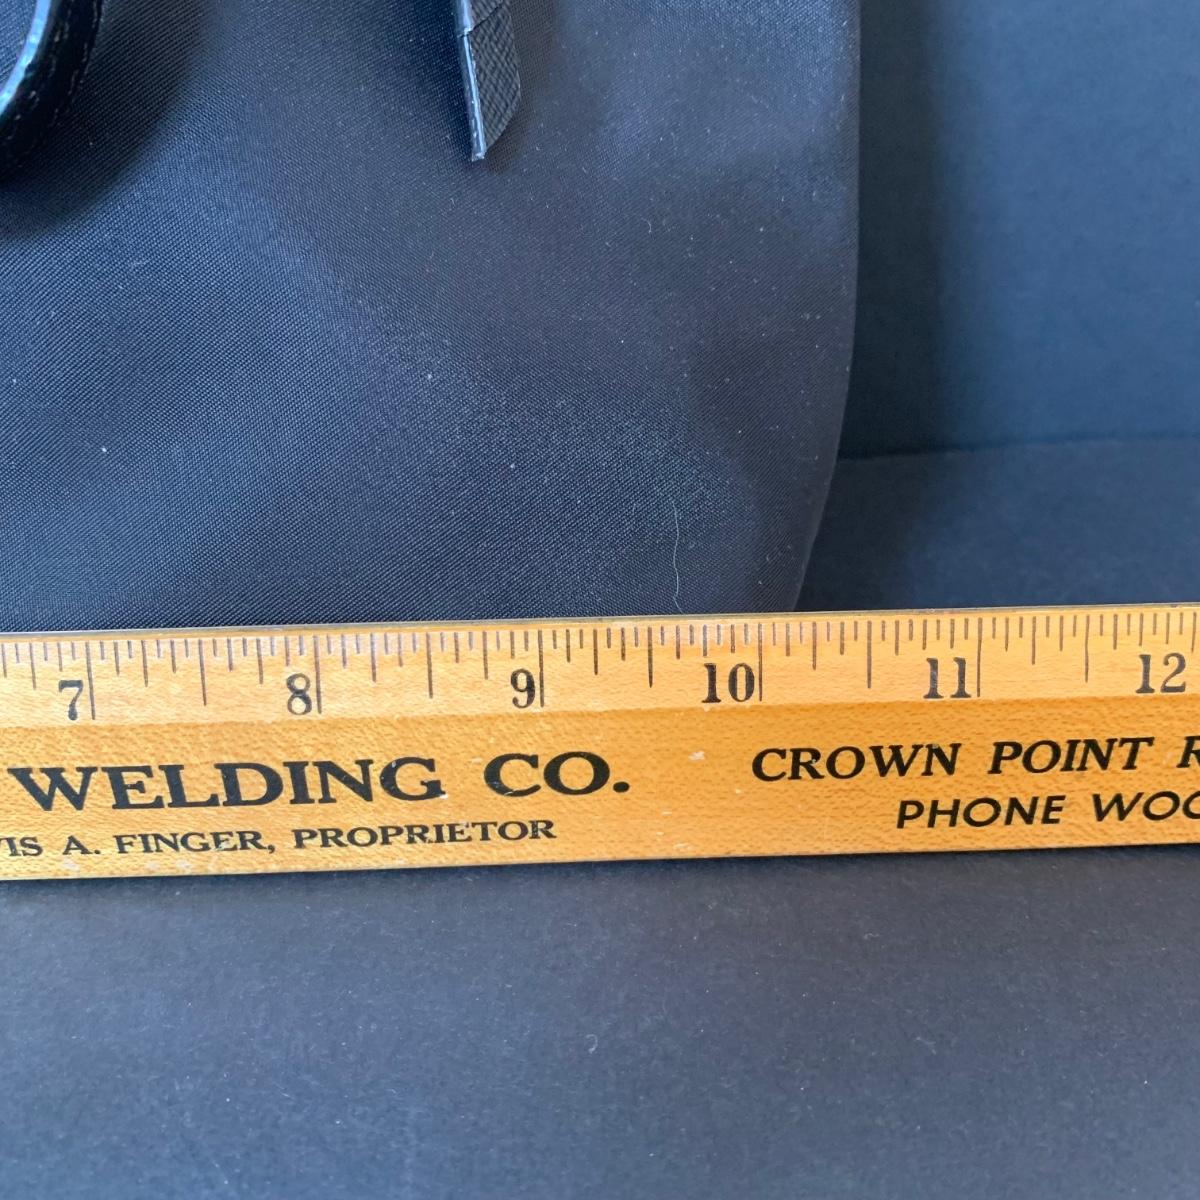 7 8 9 10 11 12
WELDING CO. CROWN POINT
A. FINGER, PROPRIETOR PHONE